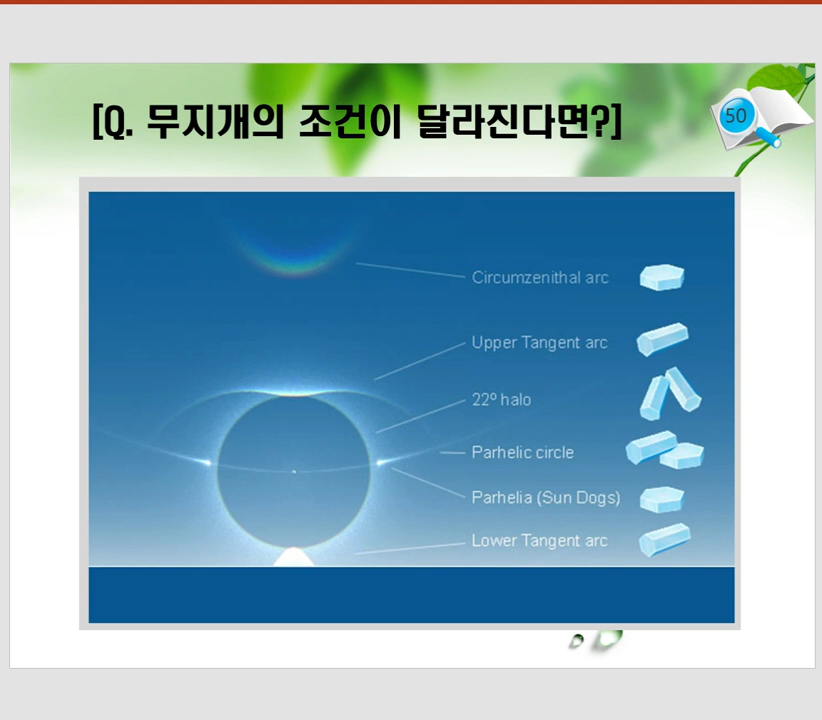 [Q. 무지개의 조건이 달라진다면?]
50
Circumzenithal arc
Upper Tangent arc
22º halo
Parhelic circle
Parhelia (Sun Dogs)
Lower Tangent arc